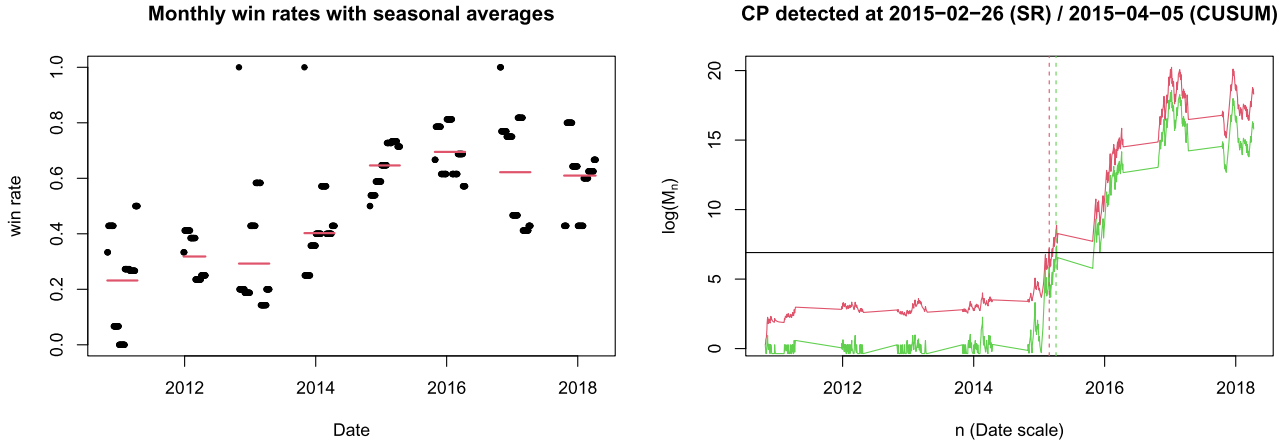 Monthly win rates with seasonal averages
win rate
1.0
0.8
0.6
0.4
0.2
0.0
2012 2014 2016 2018
Date
CP detected at 2015−02−26 (SR) / 2015−04−05 (CUSUM)
log(Mn)
20
15
10
5
0
2012 2014 2016 2018
n (Date scale)